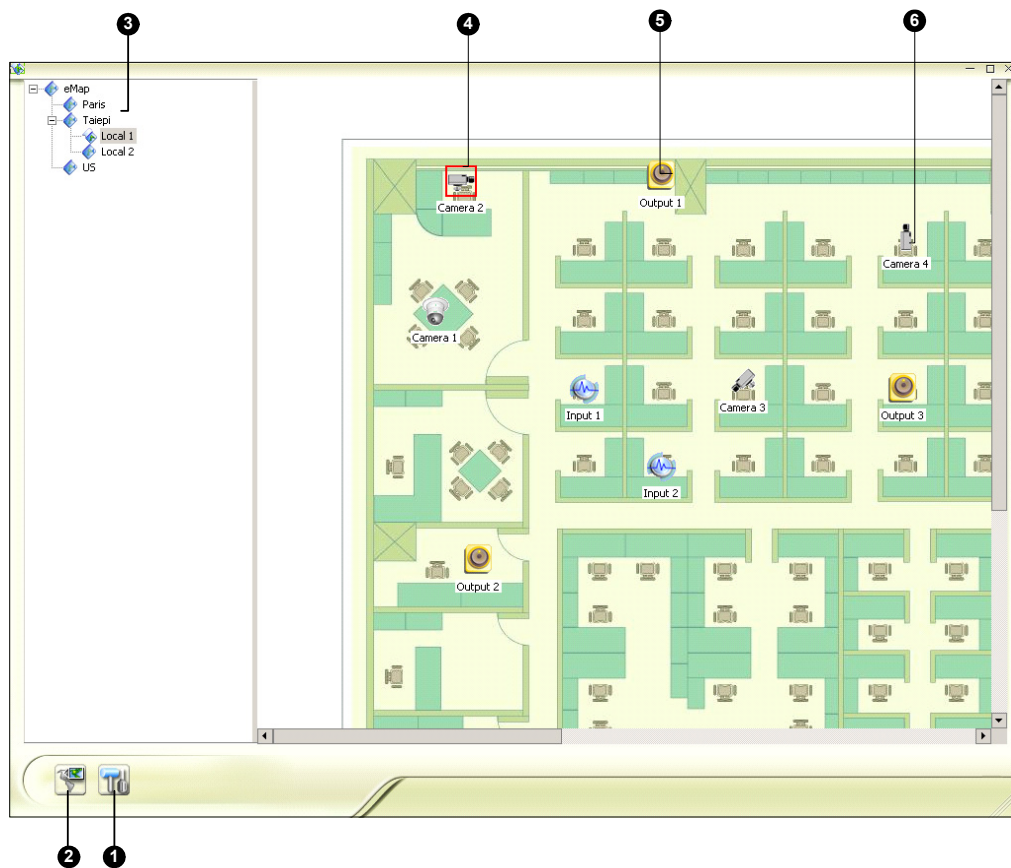 3
4
5
6
eMap
Paris
Taiepi
Local 1
Local 2
US
Camera 2
Output 1
Camera 4
Camera 1
Input 1
Camera 3
Output 3
Input 2
Output 2
2
1